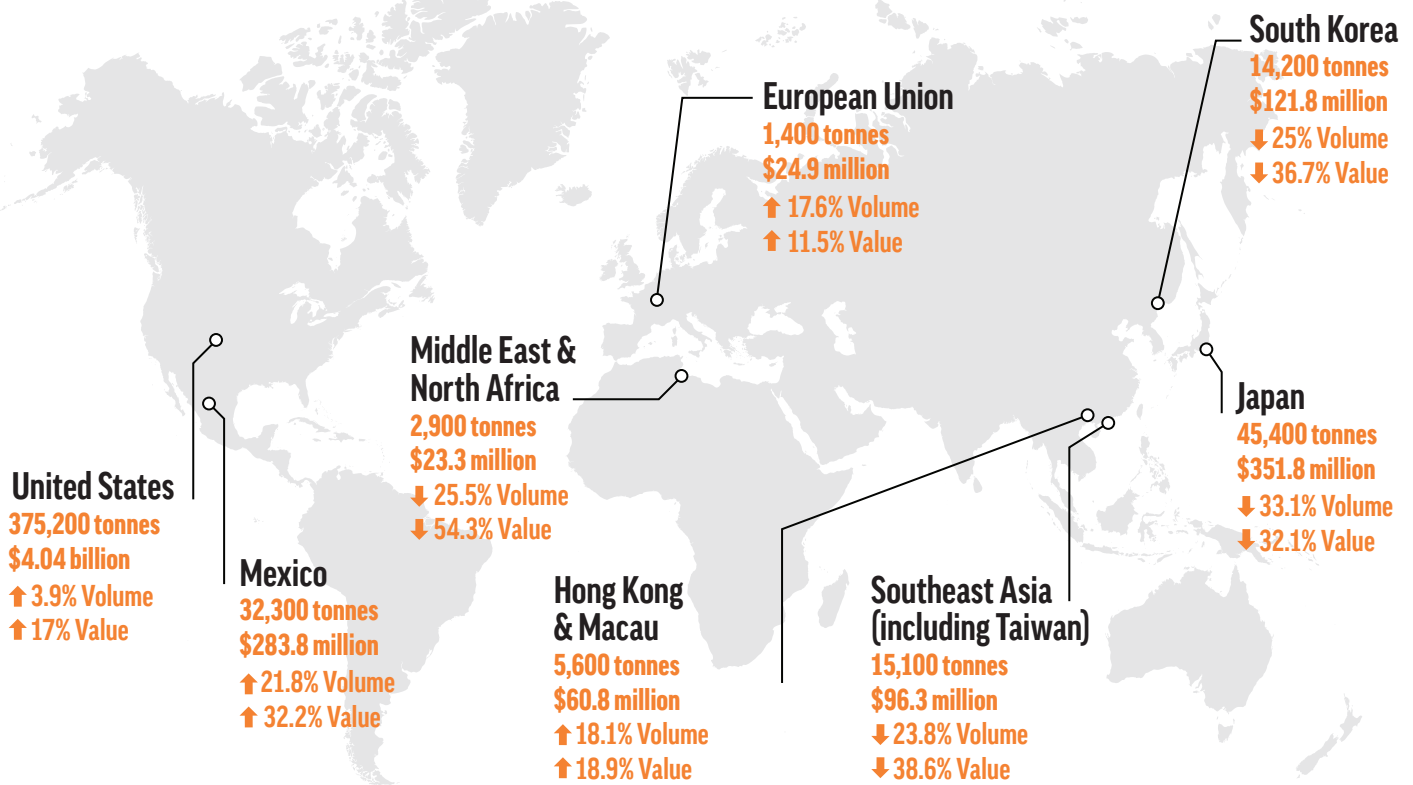 South Korea
14,200 tonnes
$121.8 million
25% Volume
36.7% Value
European Union
1,400 tonnes
$24.9 million
17.6% Volume
11.5% Value
Middle East &
North Africa
2,900 tonnes
$23.3 million
25.5% Volume
54.3% Value
Japan
45,400 tonnes
$351.8 million
33.1% Volume
32.1% Value
United States
375,200 tonnes
$4.04 billion
3.9% Volume
17% Value
Mexico
32,300 tonnes
$283.8 million
21.8% Volume
32.2% Value
Hong Kong
& Macau
5,600 tonnes
$60.8 million
18.1% Volume
18.9% Value
Southeast Asia
(including Taiwan)
15,100 tonnes
$96.3 million
23.8% Volume
38.6% Value